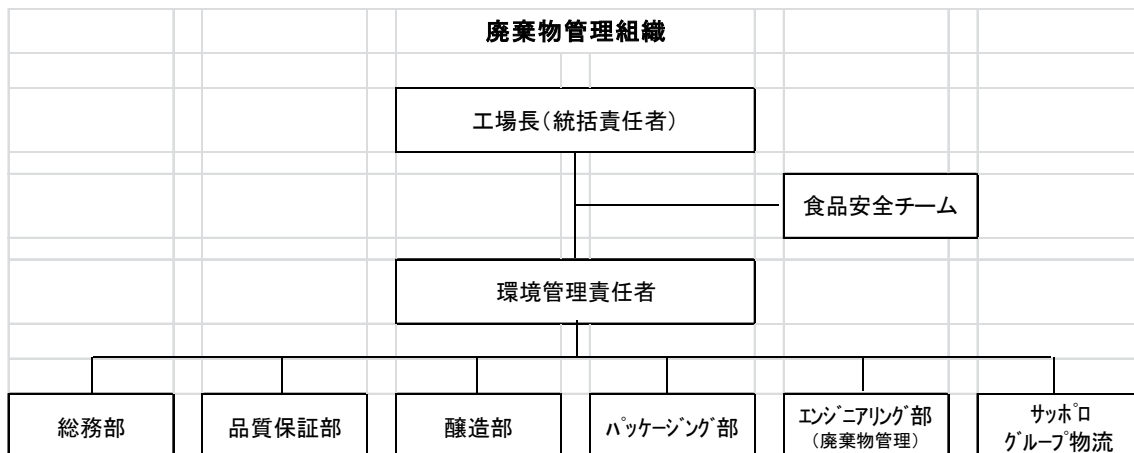 廃棄物管理組織
工場長（統括責任者）
食品安全チーム
環境管理責任者
総務部
品質保証部
醸造部
ﾊﾟｯｹｰｼﾞﾝｸﾞ部
ｴﾝｼﾞﾆｱﾘﾝｸﾞ部
（廃棄物管理）
ｻｯﾎﾟﾛ
ｸﾞﾙｰﾌﾟ物流